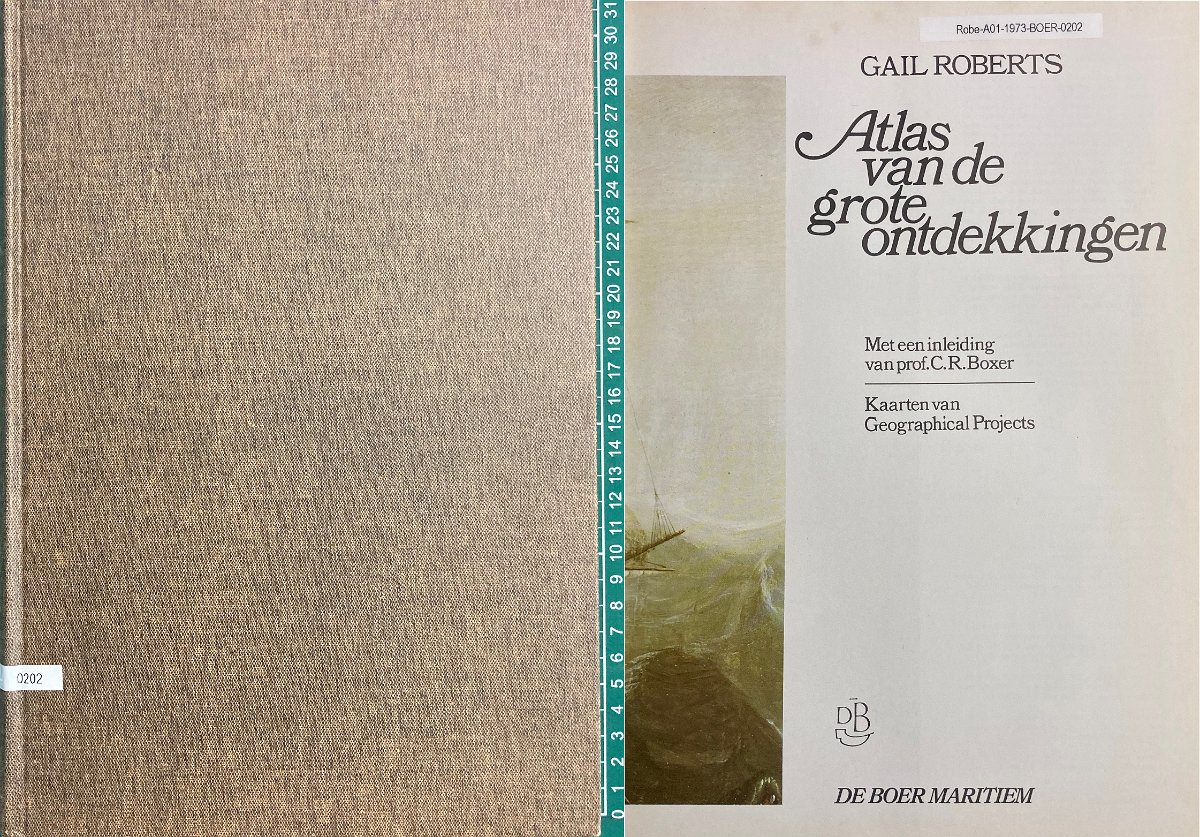 0202
31
30
29
28
27
26
25
24
23
22
21
20
19
18
17
16
15
14
13
12
11
10
9
8
7
6
5
4
3
2
1
0
Robe-A01-1973-BOER-0202
GAIL ROBERTS
Atlas
van de
grote
ontdekkingen
Met een inleiding
van prof. C.R. Boxer
Kaarten van
Geographical Projects
DB
DE BOER MARITIEM